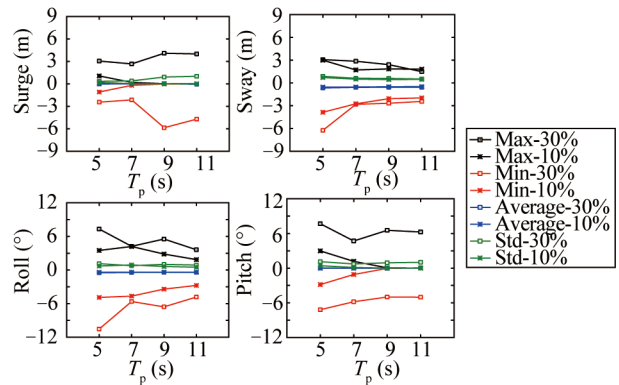 9
6
3
0
−3
−6
−9
Surge (m)
5 7 9 11
Tp (s)
9
6
3
0
−3
−6
−9
Sway (m)
5 7 9 11
Tp (s)
12
6
0
−6
−12
Roll (°)
5 7 9 11
Tp (s)
12
6
0
−6
−12
Pitch (°)
5 7 9 11
Tp (s)
Max-30%
Max-10%
Min-30%
Min-10%
Average-30%
Average-10%
Std-30%
Std-10%